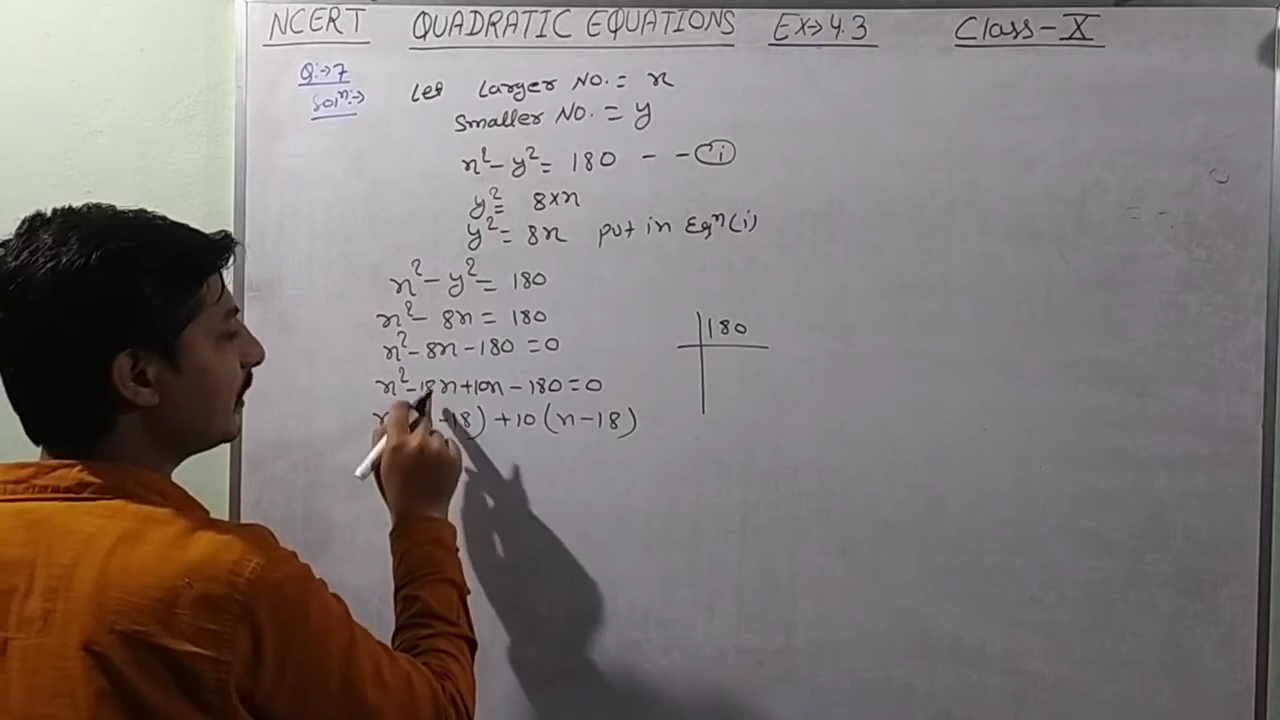 NCERT QUADRATIC EQUATIONS Ex→4.3 Class-X
Q:→7
Solⁿ:→
Let Larger No. = x
Smaller No. = y
x² - y² = 180 - - (i)
y² = 8×x
y² = 8x put in Eqⁿ(i)
x² - y² = 180
x² - 8x = 180
x² - 8x - 180 = 0
x² - 18x + 10x - 180 = 0
-18) + 10 (x - 18)
180